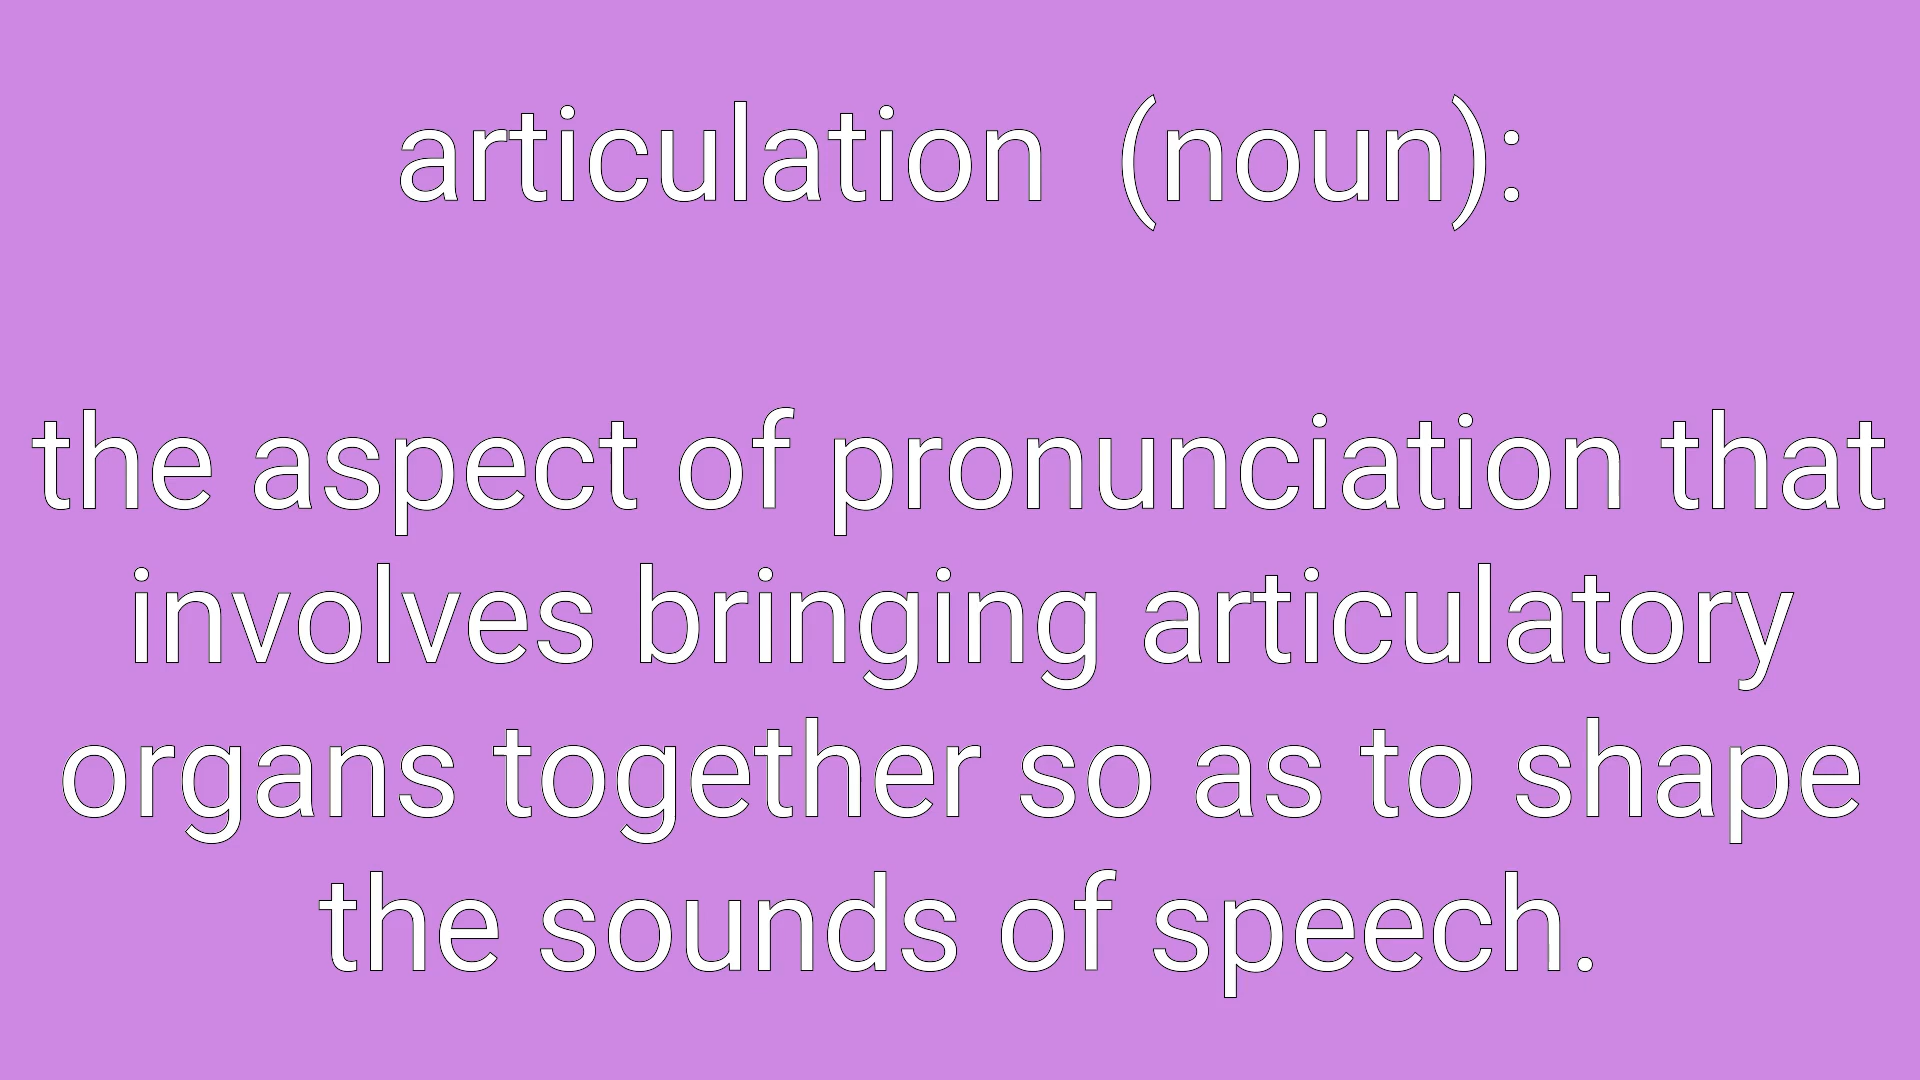 articulation (noun):
the aspect of pronunciation that
involves bringing articulatory
organs together so as to shape
the sounds of speech.